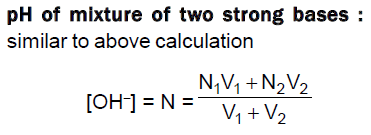 pH of mixture of two strong bases :
similar to above calculation
[OH⁻] = N = (N₁V₁ + N₂V₂) / (V₁ + V₂)